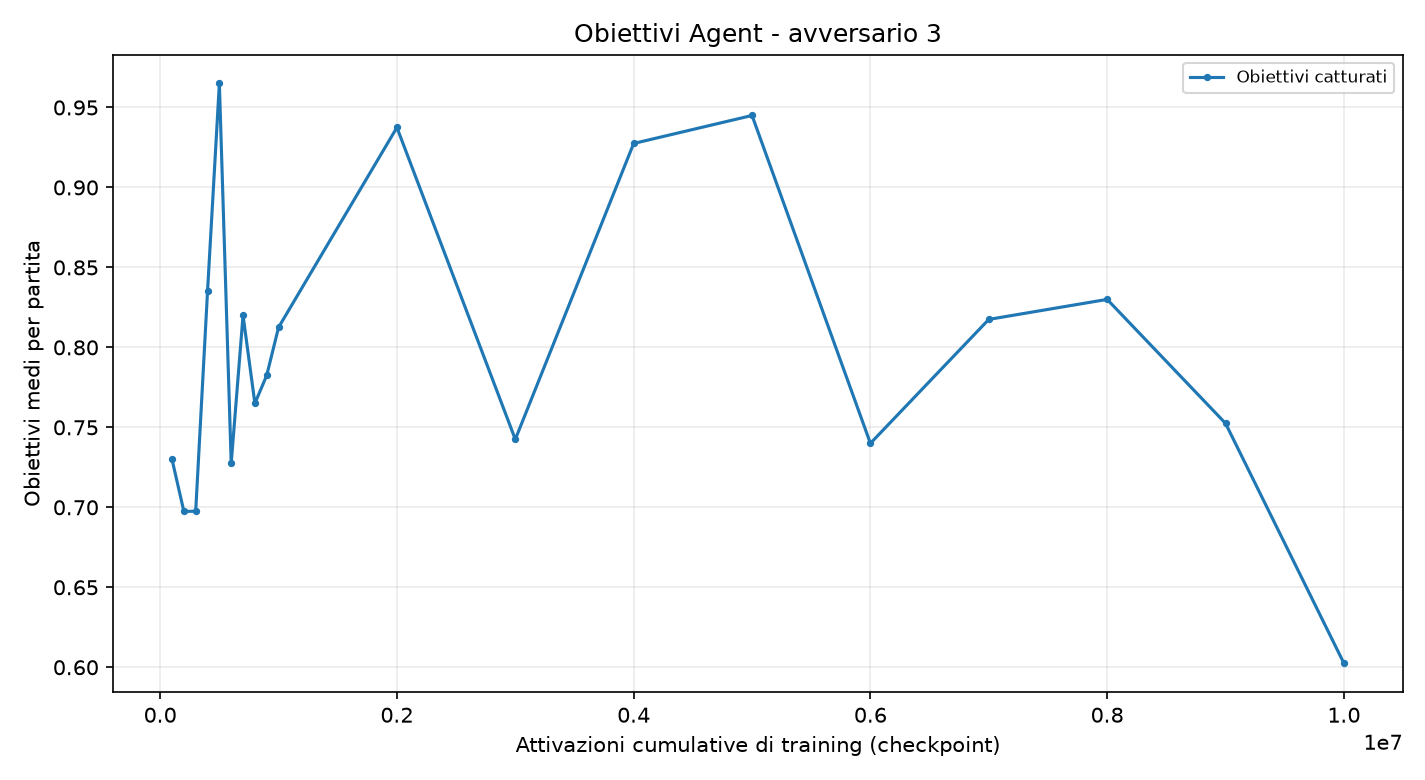 Obiettivi Agent - avversario 3
Obiettivi catturati
Obiettivi medi per partita
0.95
0.90
0.85
0.80
0.75
0.70
0.65
0.60
0.0 0.2 0.4 0.6 0.8 1.0
1e7
Attivazioni cumulative di training (checkpoint)